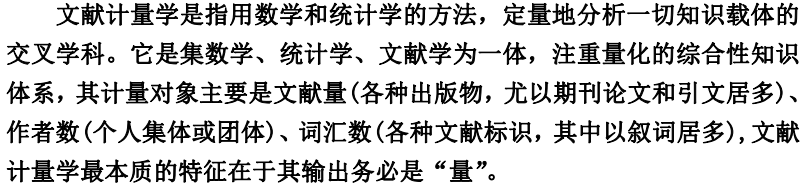 文献计量学是指用数学和统计学的方法，定量地分析一切知识载体的
交叉学科。它是集数学、统计学、文献学为一体，注重量化的综合性知识
体系，其计量对象主要是文献量(各种出版物，尤以期刊论文和引文居多)、
作者数(个人集体或团体)、词汇数(各种文献标识，其中以叙词居多),文献
计量学最本质的特征在于其输出务必是“量”。